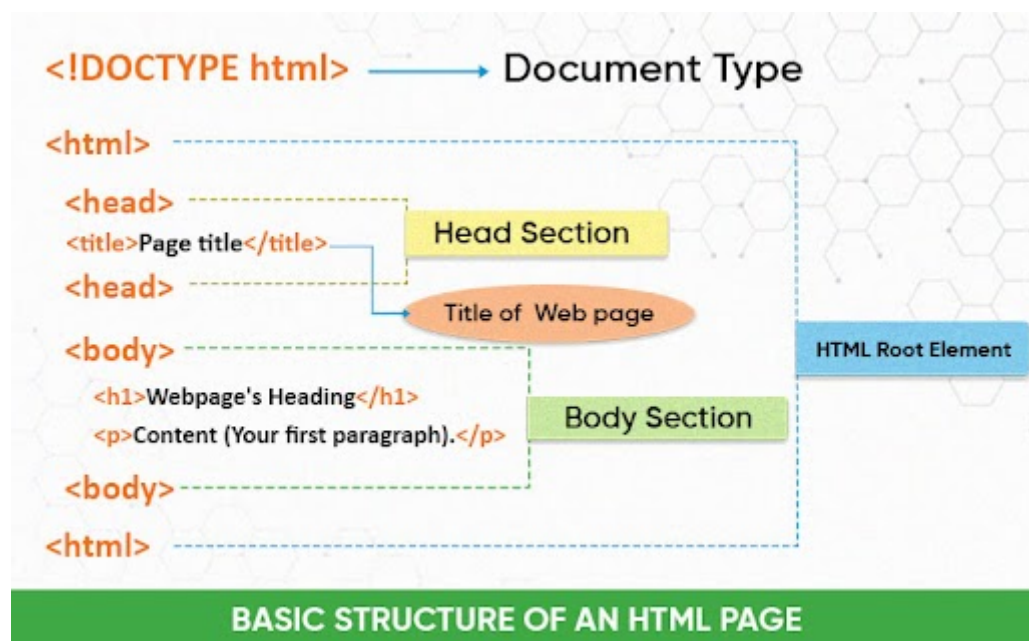 <!DOCTYPE html> Document Type
<html>
<head>
Head Section
<title>Page title</title>
<head>
Title of Web page
<body>
HTML Root Element
<h1>Webpage's Heading</h1>
Body Section
<p>Content (Your first paragraph).</p>
<body>
<html>
BASIC STRUCTURE OF AN HTML PAGE